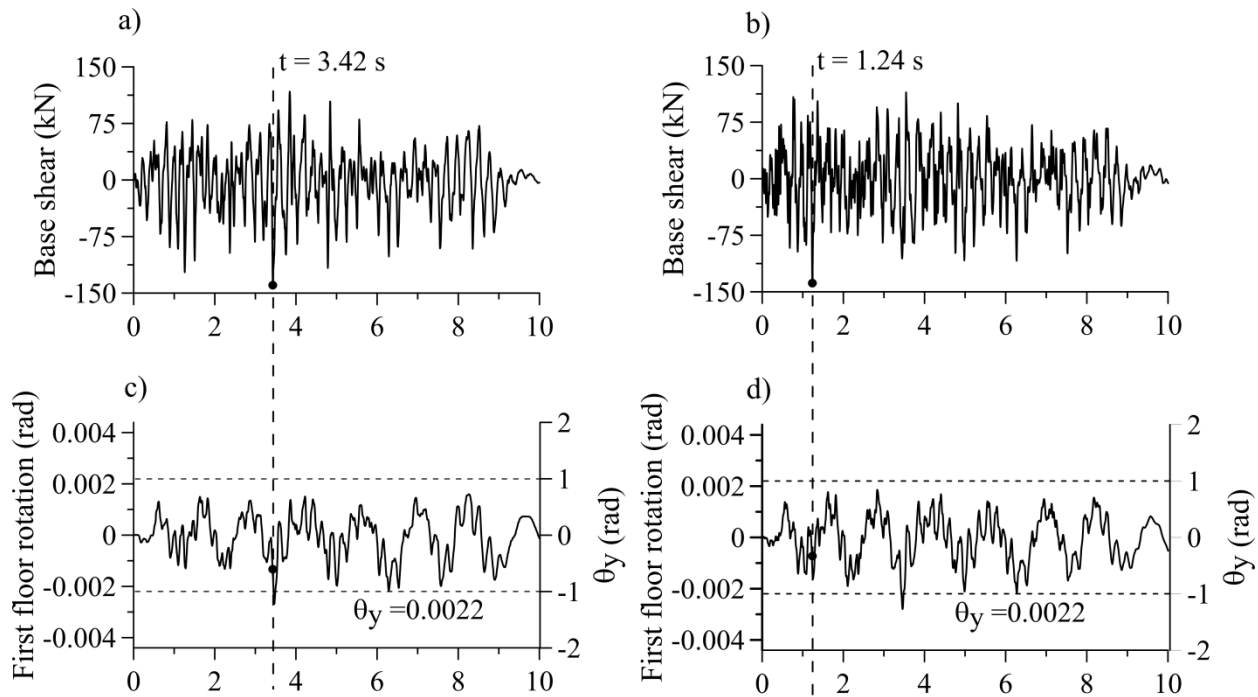 a)
t = 3.42 s
Base shear (kN)
150
75
0
-75
-150
0 2 4 6 8 10
b)
t = 1.24 s
Base shear (kN)
150
75
0
-75
-150
0 2 4 6 8 10
c)
First floor rotation (rad)
0.004
0.002
0
-0.002
-0.004
θy =0.0022
2
1
0
-1
-2
θy (rad)
0 2 4 6 8 10
d)
First floor rotation (rad)
0.004
0.002
0
-0.002
-0.004
θy =0.0022
2
1
0
-1
-2
θy (rad)
0 2 4 6 8 10